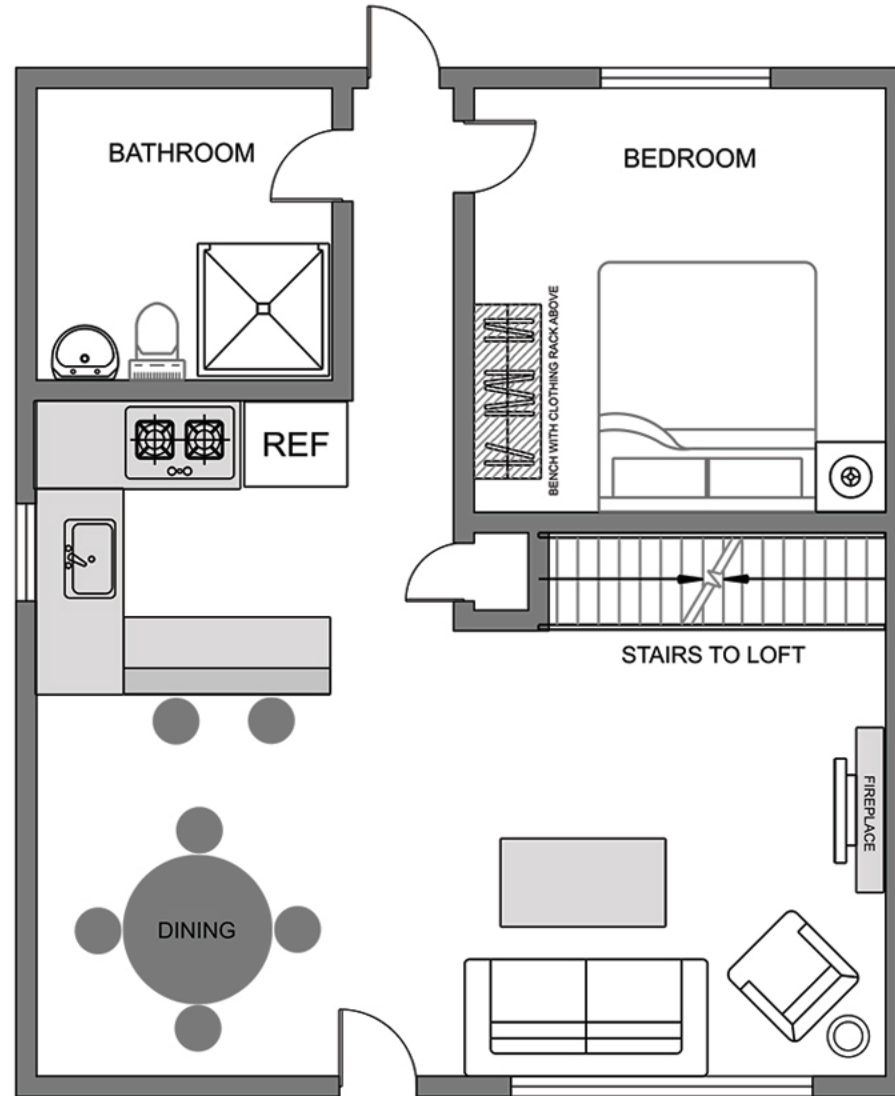 BATHROOM
BEDROOM
BENCH WITH CLOTHING RACK ABOVE
REF
STAIRS TO LOFT
FIREPLACE
DINING